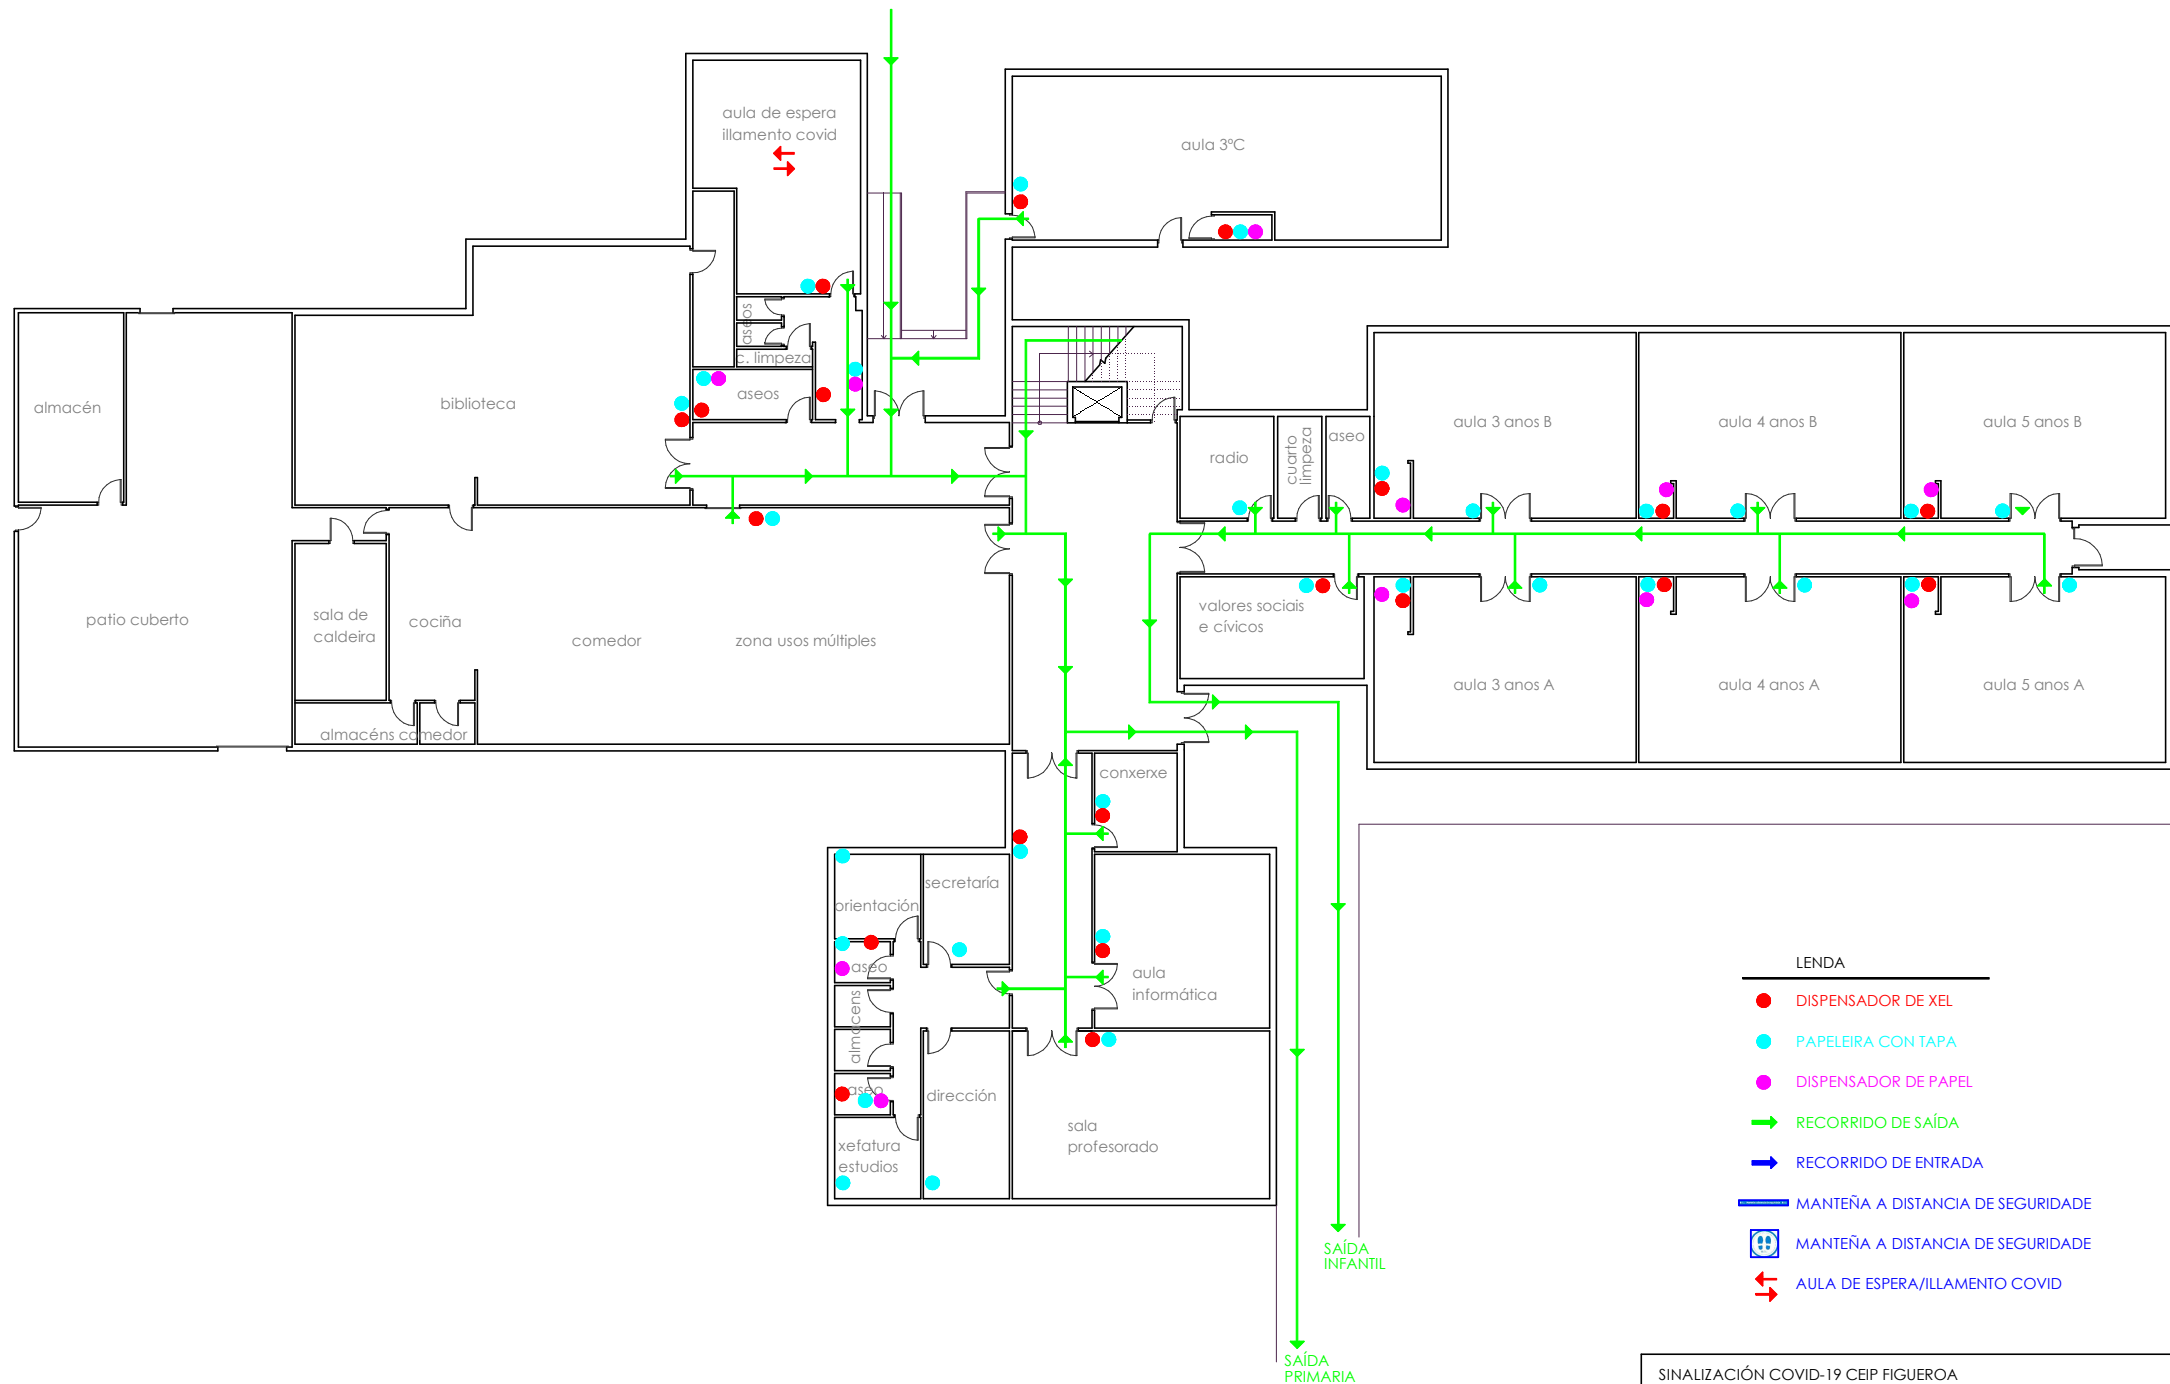 aula de espera
illamento covid
aula 3ºC
aseos
c. limpeza
aseos
almacén
biblioteca
radio
cuarto
limpeza
aseo
aula 3 anos B
aula 4 anos B
aula 5 anos B
patio cuberto
sala de
caldeira
cociña
comedor
zona usos múltiples
valores sociais
e cívicos
aula 3 anos A
aula 4 anos A
aula 5 anos A
almacéns comedor
conxerxe
secretaría
orientación
aseo
aula
informática
almacens
aseo
dirección
sala
profesorado
xefatura
estudios
SAÍDA
INFANTIL
SAÍDA
PRIMARIA
LENDA
DISPENSADOR DE XEL
PAPELEIRA CON TAPA
DISPENSADOR DE PAPEL
RECORRIDO DE SAÍDA
RECORRIDO DE ENTRADA
MANTEÑA A DISTANCIA DE SEGURIDADE
MANTEÑA A DISTANCIA DE SEGURIDADE
AULA DE ESPERA/ILLAMENTO COVID
SINALIZACIÓN COVID-19 CEIP FIGUEROA